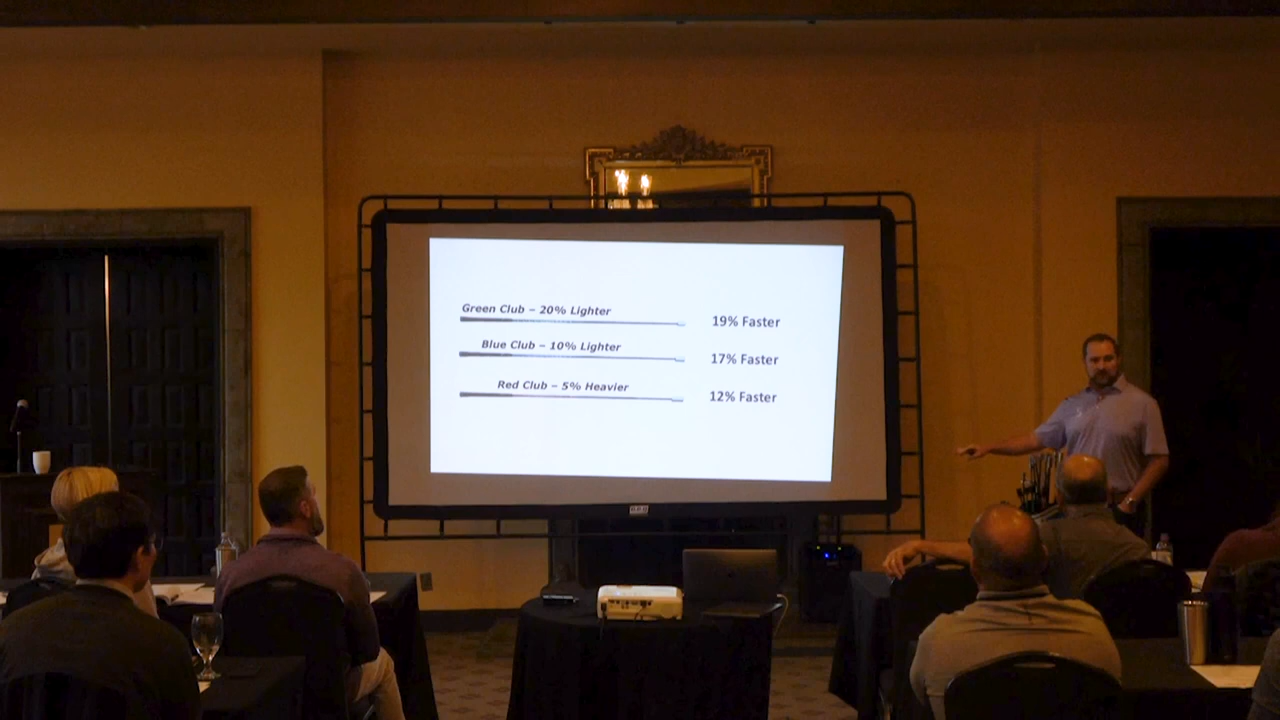 Green Club – 20% Lighter
19% Faster
Blue Club – 10% Lighter
17% Faster
Red Club – 5% Heavier
12% Faster